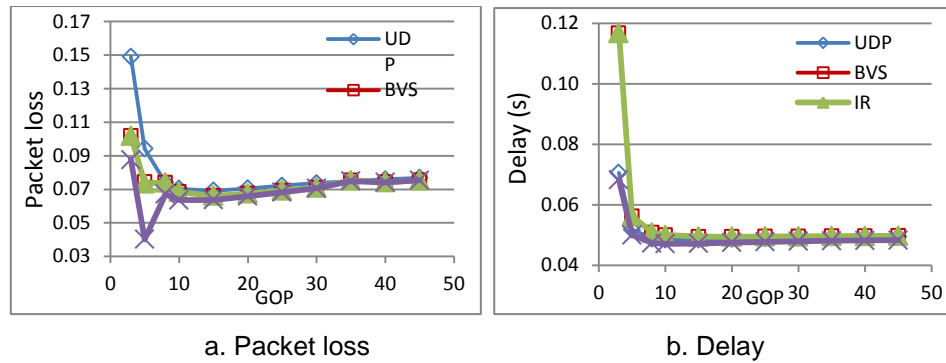 0.17
0.15
0.13
0.11
0.09
0.07
0.05
0.03
Packet loss
UD
P
BVS
0 10 20 30 40 50
GOP
a. Packet loss
0.12
0.10
0.08
0.06
0.04
Delay (s)
UDP
BVS
IR
0 10 20 30 40 50
GOP
b. Delay